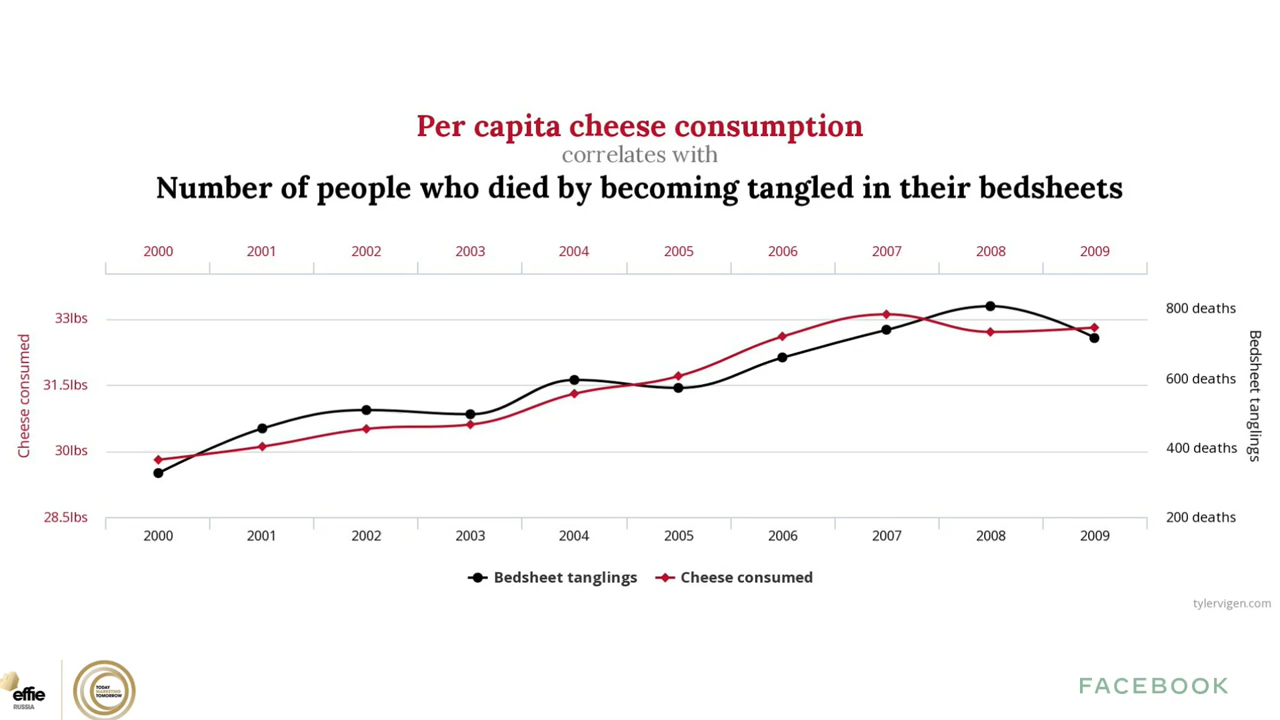 Per capita cheese consumption
correlates with
Number of people who died by becoming tangled in their bedsheets
2000 2001 2002 2003 2004 2005 2006 2007 2008 2009
Cheese consumed
33lbs
31.5lbs
30lbs
28.5lbs
800 deaths
600 deaths
400 deaths
200 deaths
Bedsheet tanglings
2000 2001 2002 2003 2004 2005 2006 2007 2008 2009
Bedsheet tanglings Cheese consumed
tylervigen.com
effie
RUSSIA
TODAY
MARKETING
TOMORROW
FACEBOOK